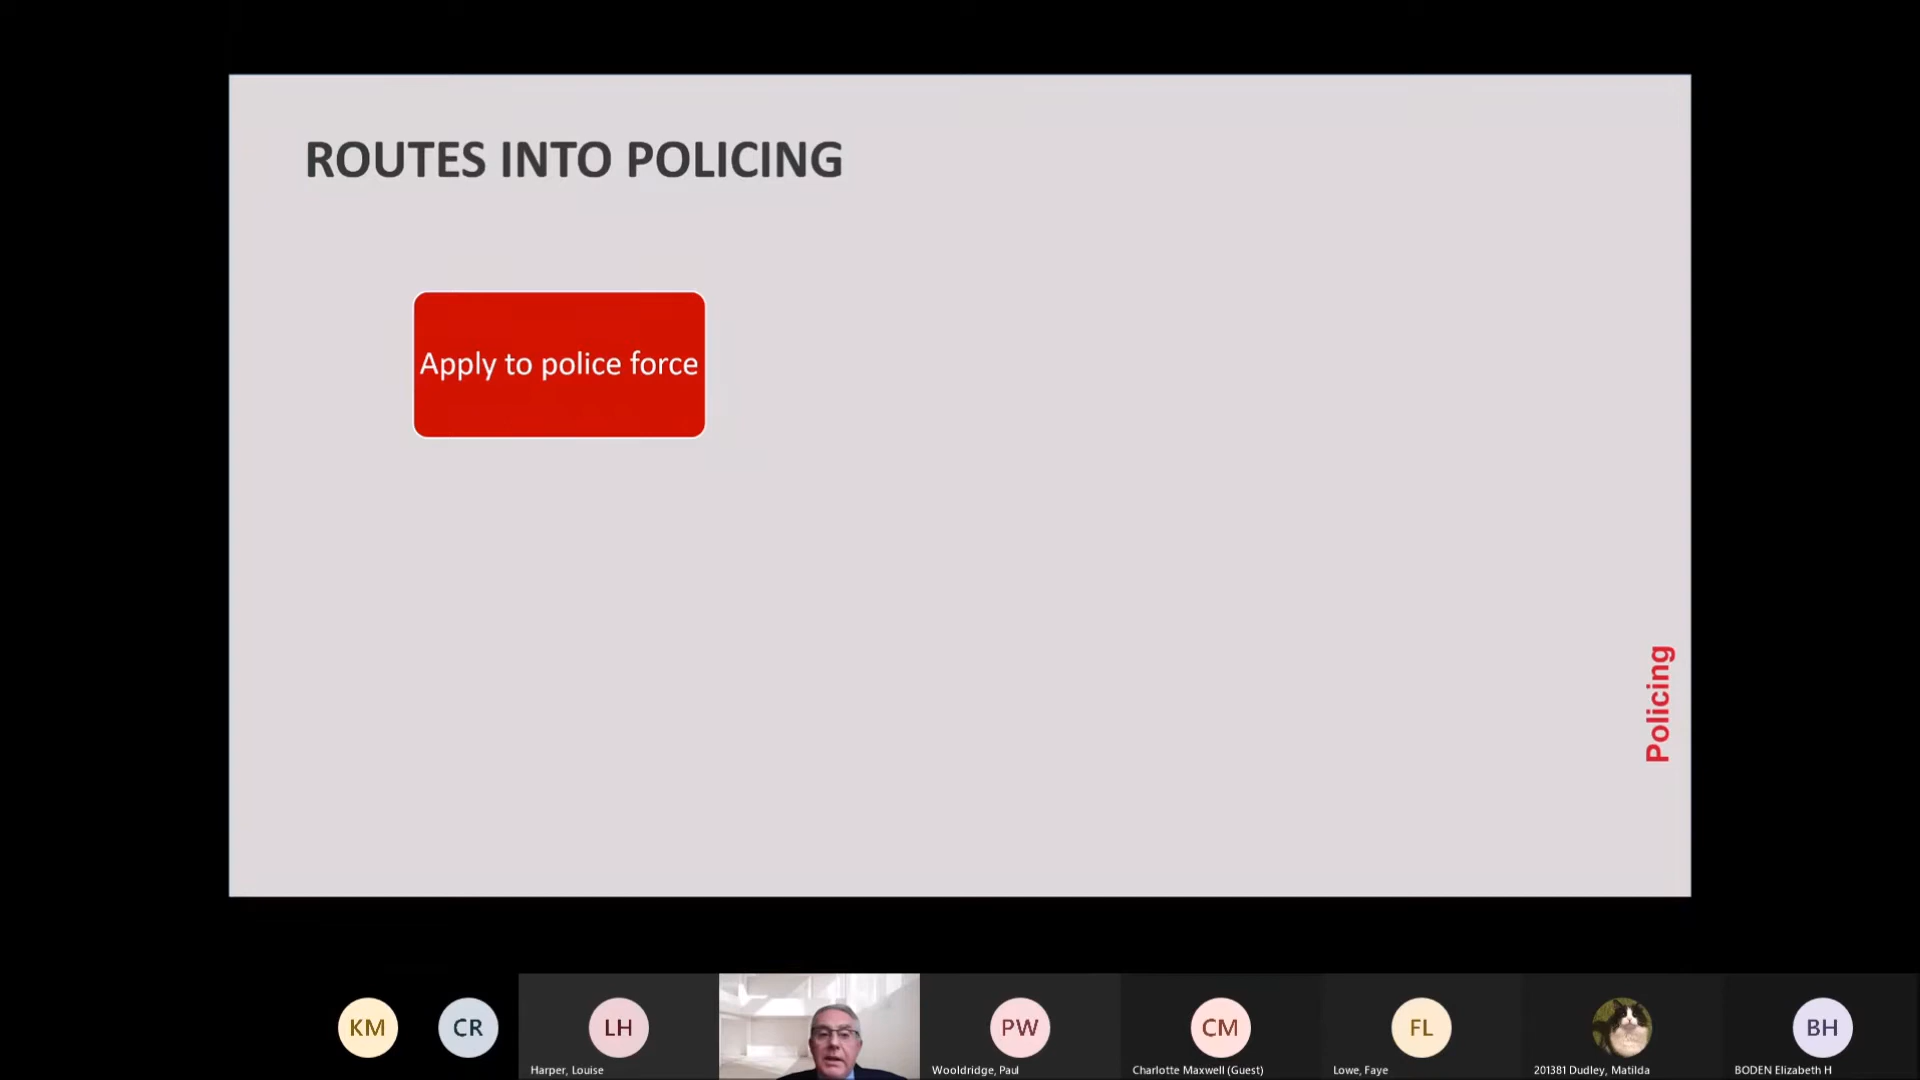 ROUTES INTO POLICING
Apply to police force
Policing
KM
CR
LH
PW
CM
FL
BH
Harper, Louise
Wooldridge, Paul
Charlotte Maxwell (Guest)
Lowe, Faye
201381 Dudley, Matilda
BODEN Elizabeth H